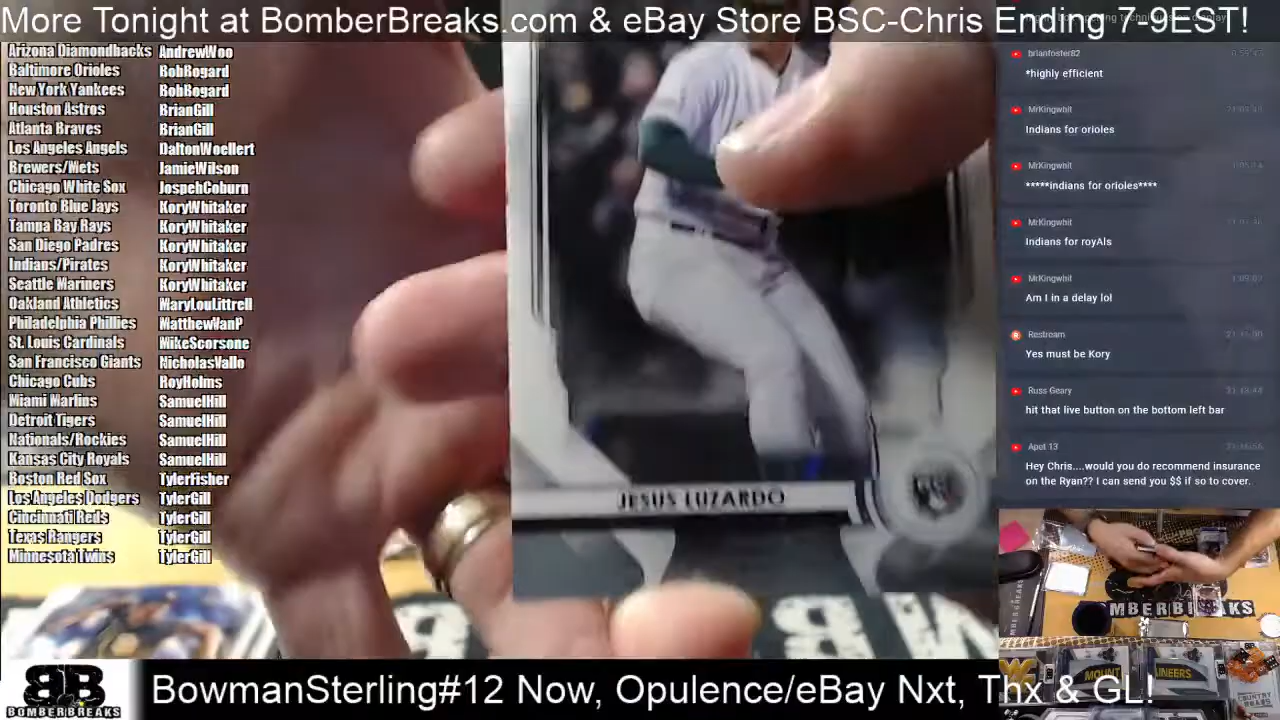 More Tonight at BomberBreaks.com & eBay Store BSC-Chris Ending 7-9EST!
Arizona Diamondbacks AndrewWoo
Baltimore Orioles BobRogard
New York Yankees BobRogard
Houston Astros BrianGill
Atlanta Braves BrianGill
Los Angeles Angels DaltonWoellert
Brewers/Mets JamieWilson
Chicago White Sox JospehCoburn
Toronto Blue Jays KoryWhitaker
Tampa Bay Rays KoryWhitaker
San Diego Padres KoryWhitaker
Indians/Pirates KoryWhitaker
Seattle Mariners KoryWhitaker
Oakland Athletics MaryLouLittrell
Philadelphia Phillies MatthewVanP
St. Louis Cardinals MikeScorsone
San Francisco Giants NicholasVallo
Chicago Cubs RoyHolms
Miami Marlins SamuelHill
Detroit Tigers SamuelHill
Nationals/Rockies SamuelHill
Kansas City Royals SamuelHill
Boston Red Sox TylerFisher
Los Angeles Dodgers TylerGill
Cincinnati Reds TylerGill
Texas Rangers TylerGill
Minnesota Twins TylerGill
JESUS LUZARDO
brianfoster82
*highly efficient
MrKingwhit
Indians for orioles
MrKingwhit
*****indians for orioles****
MrKingwhit
Indians for royAls
MrKingwhit
Am I in a delay lol
Restream
Yes must be Kory
Russ Geary
hit that live button on the bottom left bar
Apet 13
Hey Chris....would you do recommend insurance
on the Ryan?? I can send you $$ if so to cover.
MBERBREAKS
MOUNT
BB
BOMBERBREAKS
BowmanSterling#12 Now, Opulence/eBay Nxt, Thx & GL!